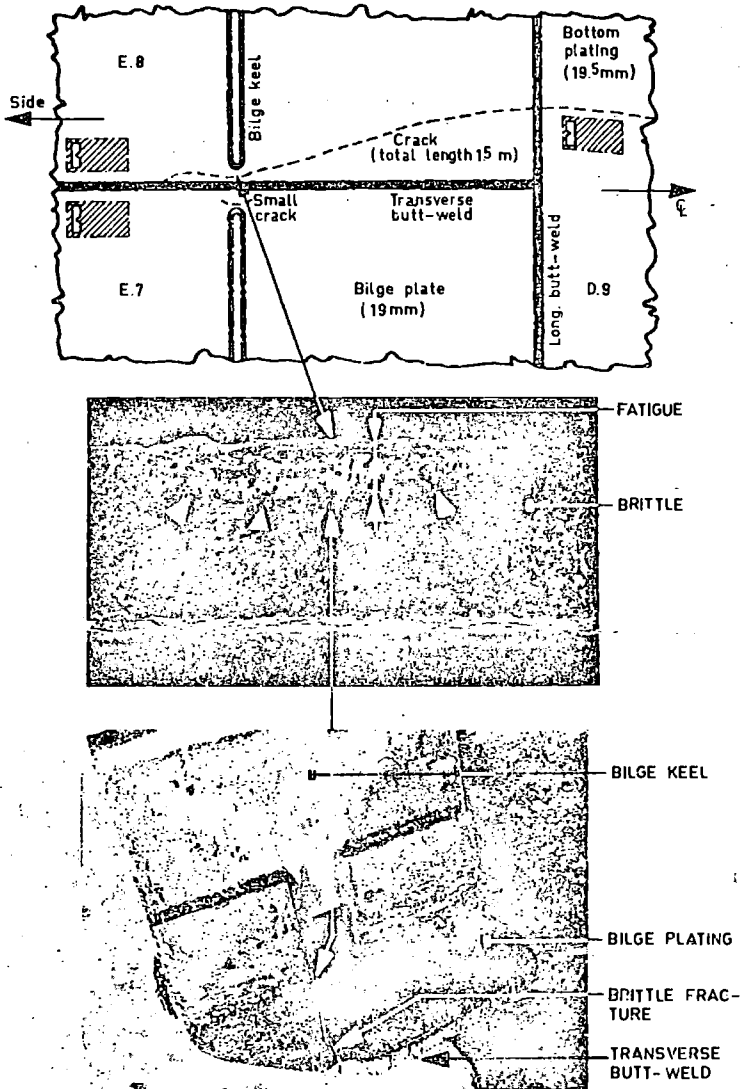 E.8
Bilge keel
Bottom
plating
(19.5mm)
Side
Crack
(total length 15 m)
Small
crack
Transverse
butt-weld
℄
E.7
Bilge plate
(19mm)
Long. butt-weld
D.9
FATIGUE
BRITTLE
BILGE KEEL
BILGE PLATING
BRITTLE FRAC-
TURE
TRANSVERSE
BUTT-WELD